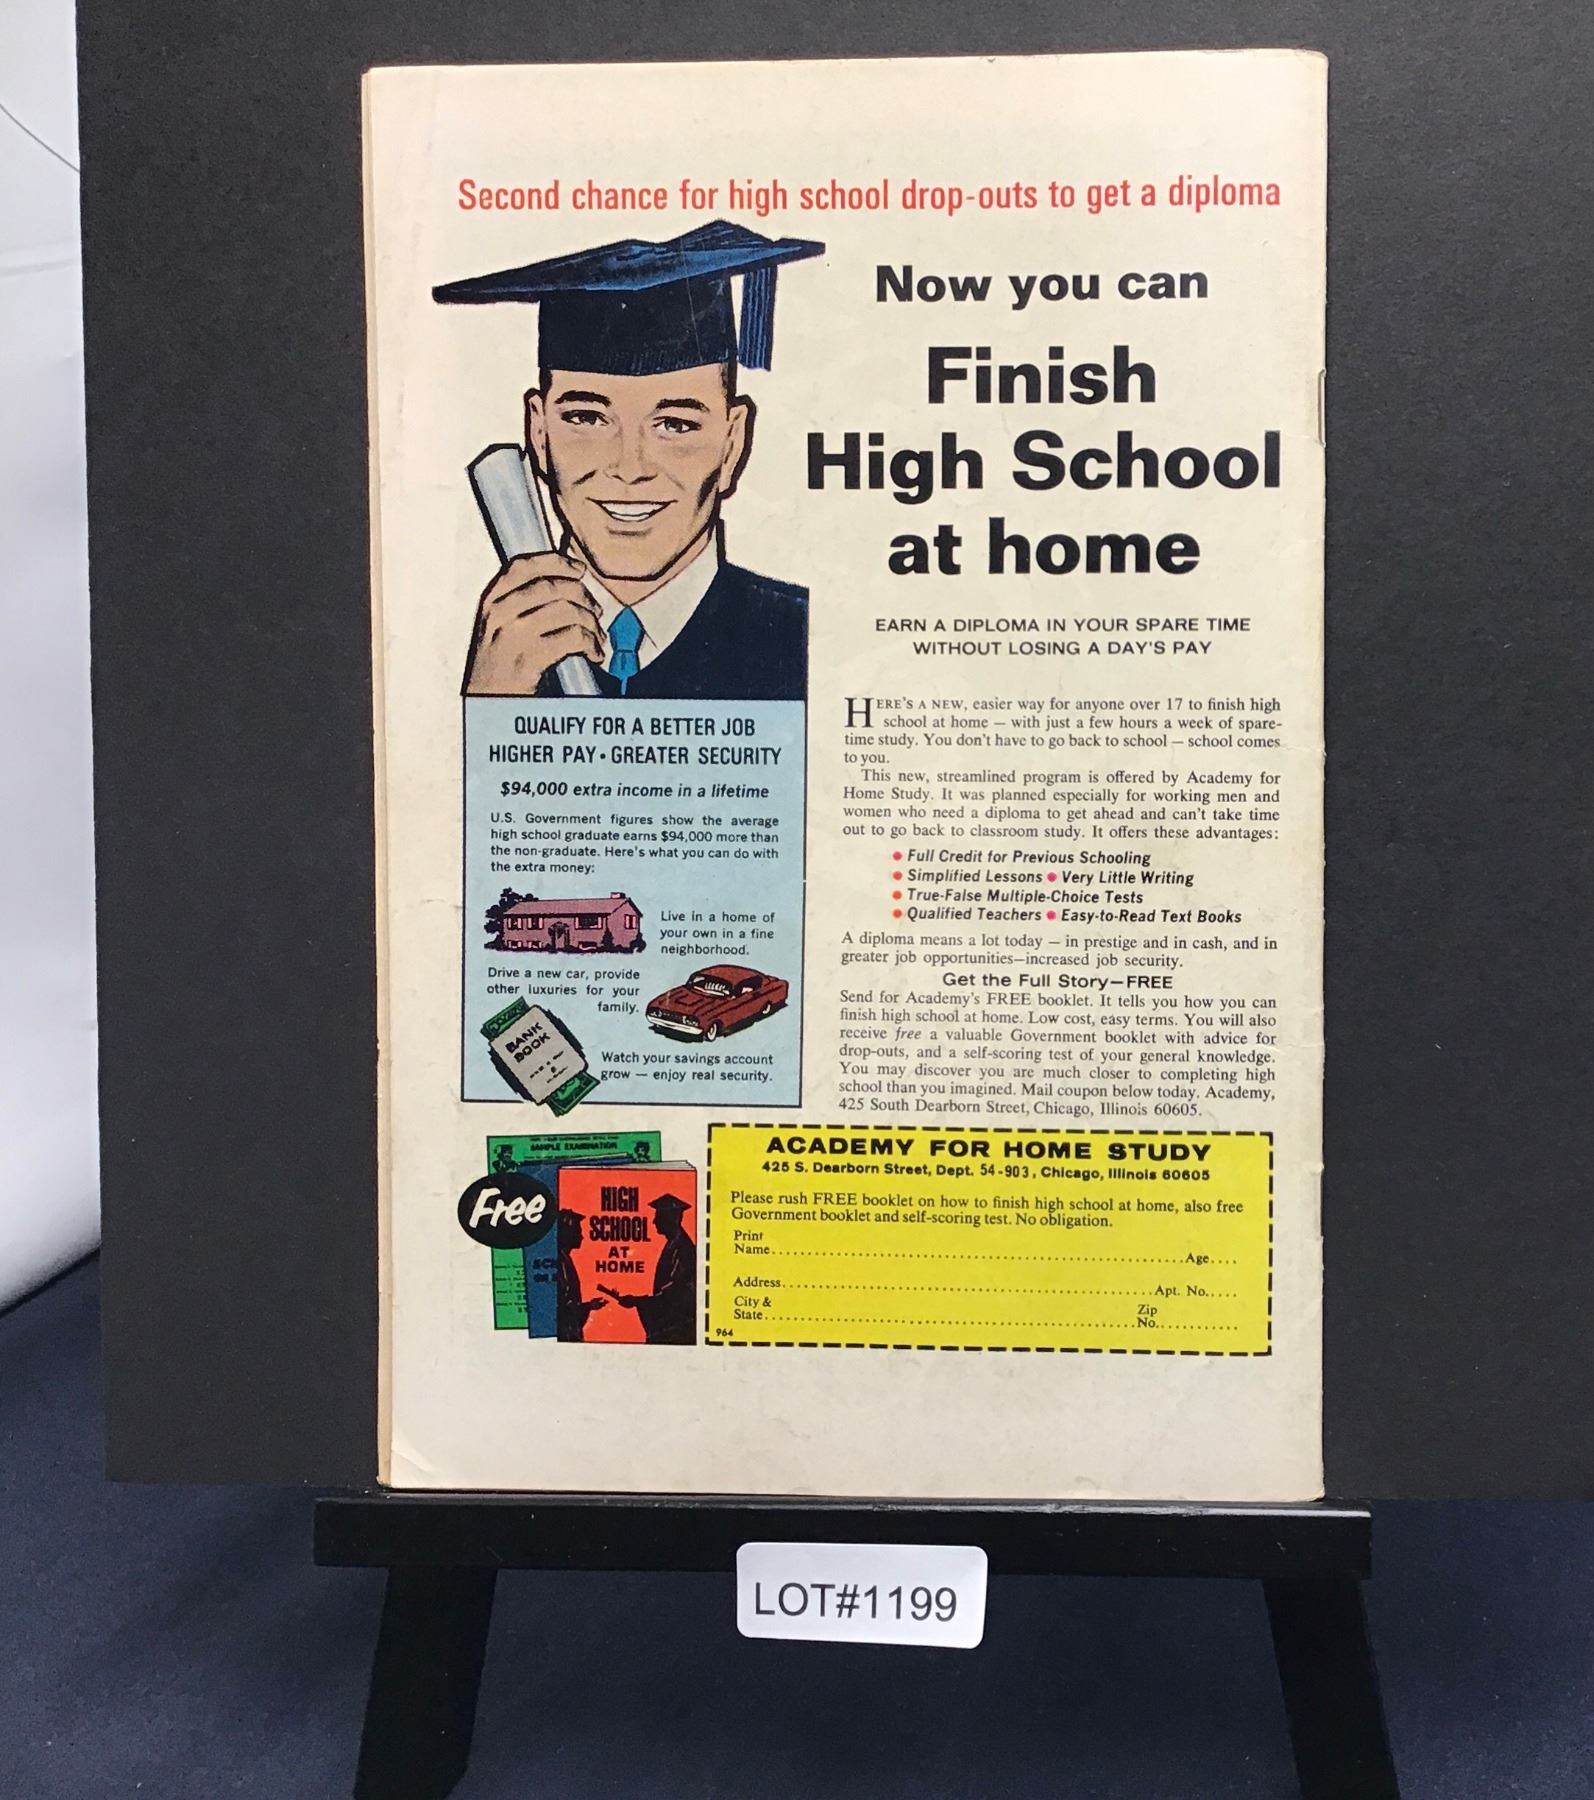 Second chance for high school drop-outs to get a diploma
Now you can
Finish
High School
at home
EARN A DIPLOMA IN YOUR SPARE TIME
WITHOUT LOSING A DAY'S PAY
QUALIFY FOR A BETTER JOB
HIGHER PAY • GREATER SECURITY
$94,000 extra income in a lifetime
U.S. Government figures show the average
high school graduate earns $94,000 more than
the non-graduate. Here's what you can do with
the extra money:
Live in a home of
your own in a fine
neighborhood.
Drive a new car, provide
other luxuries for your
family.
BANK
BOOK
Watch your savings account
grow — enjoy real security.
HERE'S A NEW, easier way for anyone over 17 to finish high
school at home — with just a few hours a week of spare-
time study. You don't have to go back to school — school comes
to you.
This new, streamlined program is offered by Academy for
Home Study. It was planned especially for working men and
women who need a diploma to get ahead and can't take time
out to go back to classroom study. It offers these advantages:
• Full Credit for Previous Schooling
• Simplified Lessons • Very Little Writing
• True-False Multiple-Choice Tests
• Qualified Teachers • Easy-to-Read Text Books
A diploma means a lot today — in prestige and in cash, and in
greater job opportunities—increased job security.
Get the Full Story—FREE
Send for Academy's FREE booklet. It tells you how you can
finish high school at home. Low cost, easy terms. You will also
receive free a valuable Government booklet with advice for
drop-outs, and a self-scoring test of your general knowledge.
You may discover you are much closer to completing high
school than you imagined. Mail coupon below today. Academy,
425 South Dearborn Street, Chicago, Illinois 60605.
SAMPLE EXAMINATION
Free
HIGH
SCHOOL
AT
HOME
ACADEMY FOR HOME STUDY
425 S. Dearborn Street, Dept. 54-903, Chicago, Illinois 60605
Please rush FREE booklet on how to finish high school at home, also free
Government booklet and self-scoring test. No obligation.
Print
Name..........Age....
Address..........Apt. No.....
City & Zip
State..........No..........
964
LOT#1199